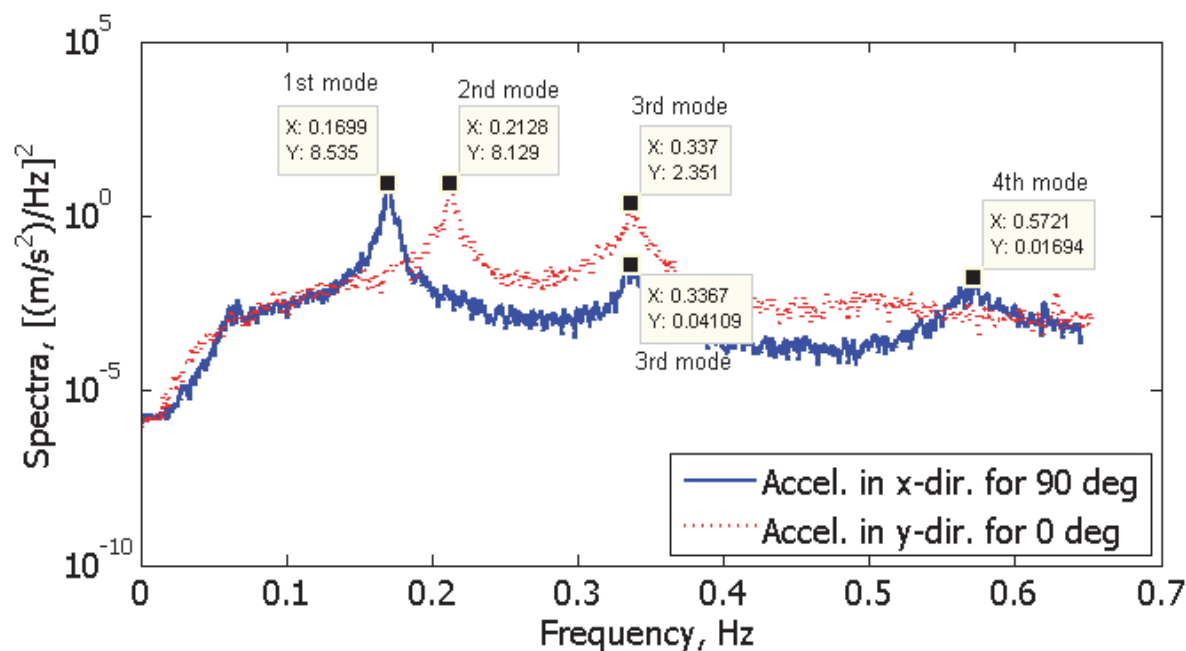 10^5
10^0
10^-5
10^-10
Spectra, [(m/s^2)/Hz]^2
1st mode
X: 0.1699
Y: 8.535
2nd mode
X: 0.2128
Y: 8.129
3rd mode
X: 0.337
Y: 2.351
X: 0.3367
Y: 0.04109
3rd mode
4th mode
X: 0.5721
Y: 0.01694
Accel. in x-dir. for 90 deg
Accel. in y-dir. for 0 deg
0 0.1 0.2 0.3 0.4 0.5 0.6 0.7
Frequency, Hz